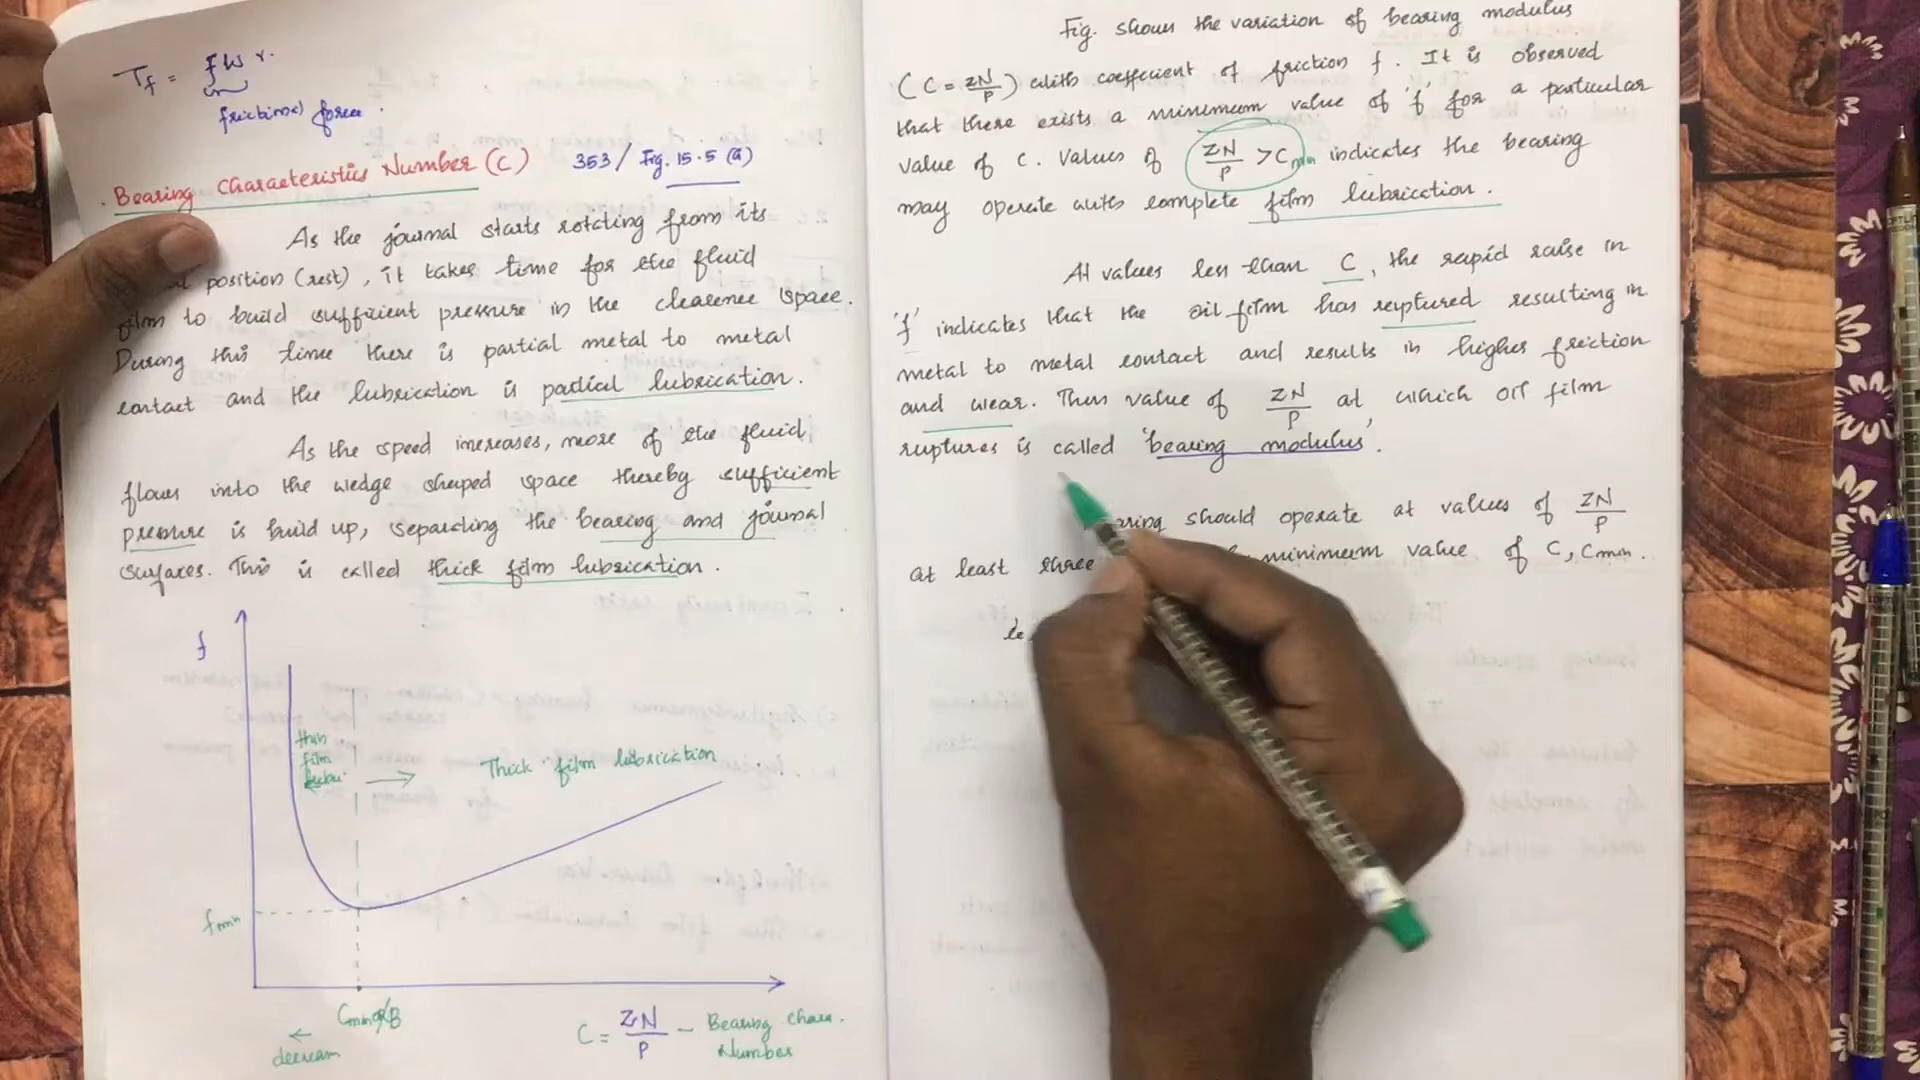 Tf = f W r.
frictional force.
Bearing Characteristics Number (C) 353 / Fig. 15.5 (a)
As the journal starts rotating from its
position (rest), it takes time for the fluid
film to build sufficient pressure in the clearence space.
During this time there is partial metal to metal
contact and the lubrication is partial lubrication.
As the speed increases, more of the fluid
flows into the wedge shaped space thereby sufficient
pressure is build up, separating the bearing and journal
surfaces. This is called thick film lubrication.
f
thin
film
Thick film lubrication
fmin
Cmin
decream
C = ZN/P - Bearing Char.
Number
Fig. shows the variation of bearing modulus
(C = ZN/P) with coefficient of friction f. It is observed
that there exists a minimum value of 'f' for a particular
value of C. Values of ZN/P > Cmin indicates the bearing
may operate with complete film lubrication.
At values less than C, the rapid raise in
'f' indicates that the oil film has ruptured resulting in
metal to metal contact and results in higher friction
and wear. Thus value of ZN/P at which oil film
ruptures is called 'bearing modulus'.
should operate at values of ZN/P
at least three minimum value of C, Cmin.